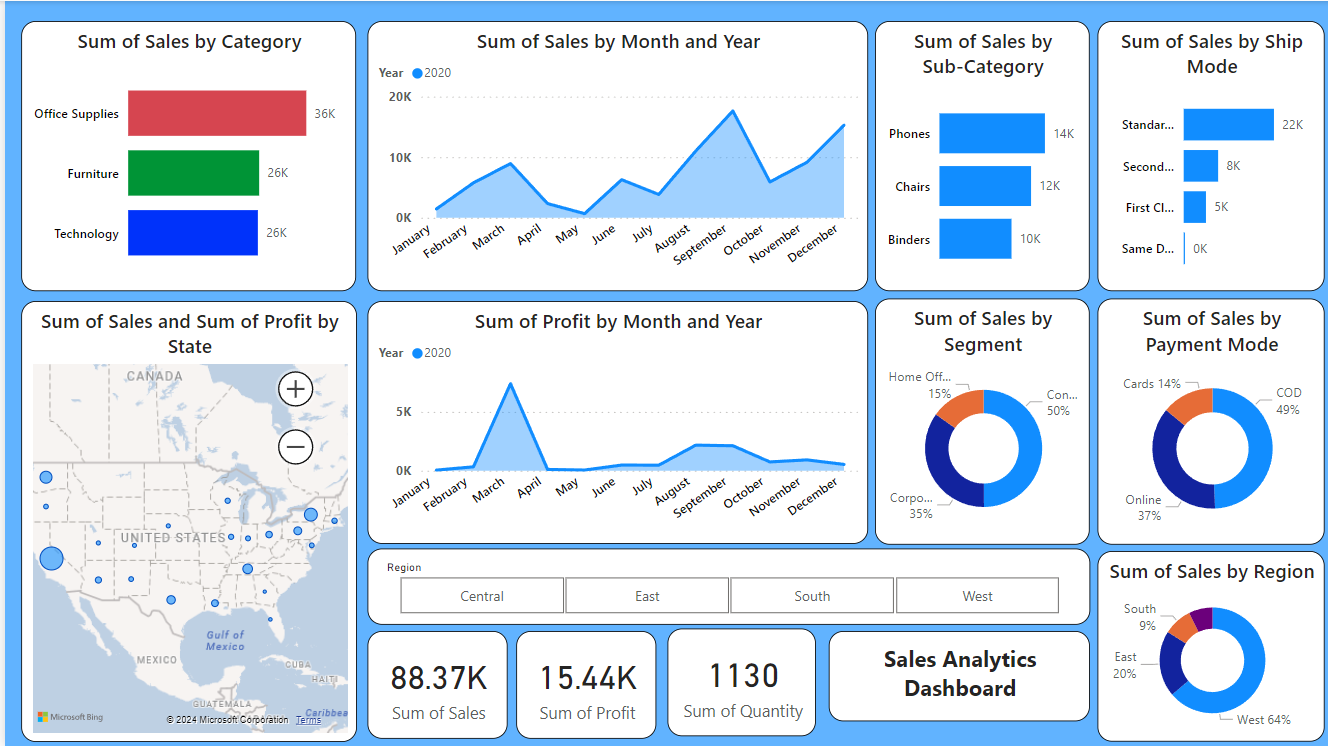 Sum of Sales by Category
Office Supplies 36K
Furniture 26K
Technology 26K
Sum of Sales by Month and Year
Year 2020
20K
10K
0K
January February March April May June July August September October November December
Sum of Sales by
Sub-Category
Phones 14K
Chairs 12K
Binders 10K
Sum of Sales by Ship
Mode
Standar... 22K
Second... 8K
First Cl... 5K
Same D... 0K
Sum of Sales and Sum of Profit by
State
CANADA
UNITED STATES
Gulf of
Mexico
MEXICO
CUBA
HAITI
GUATEMALA
Caribbea
Microsoft Bing
© 2024 Microsoft Corporation Terms
Sum of Profit by Month and Year
Year 2020
5K
0K
January February March April May June July August September October November December
Sum of Sales by
Segment
Home Off...
15%
Con...
50%
Corpo...
35%
Sum of Sales by
Payment Mode
Cards 14%
COD
49%
Online
37%
Region
Central East South West
88.37K
Sum of Sales
15.44K
Sum of Profit
1130
Sum of Quantity
Sales Analytics
Dashboard
Sum of Sales by Region
South
9%
East
20%
West 64%